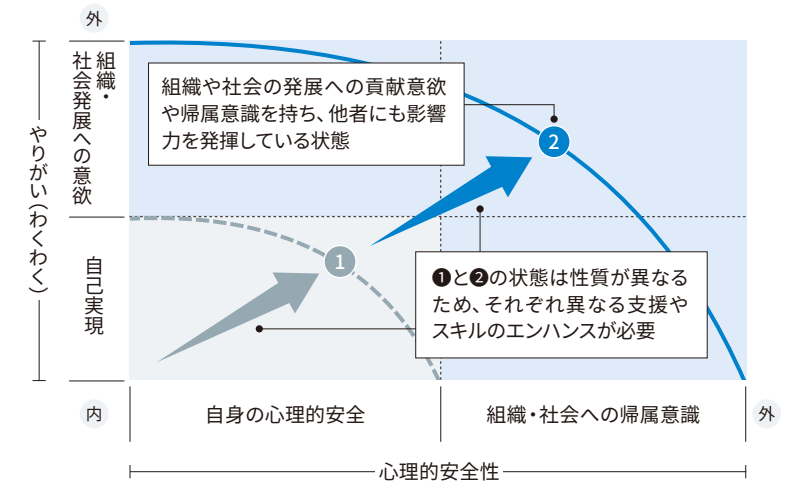 外
やりがい（わくわく）
組織・
社会発展への意欲
自己実現
組織や社会の発展への貢献意欲
や帰属意識を持ち、他者にも影響
力を発揮している状態
2
1
❶と❷の状態は性質が異なる
ため、それぞれ異なる支援や
スキルのエンハンスが必要
内
自身の心理的安全
組織・社会への帰属意識
外
心理的安全性